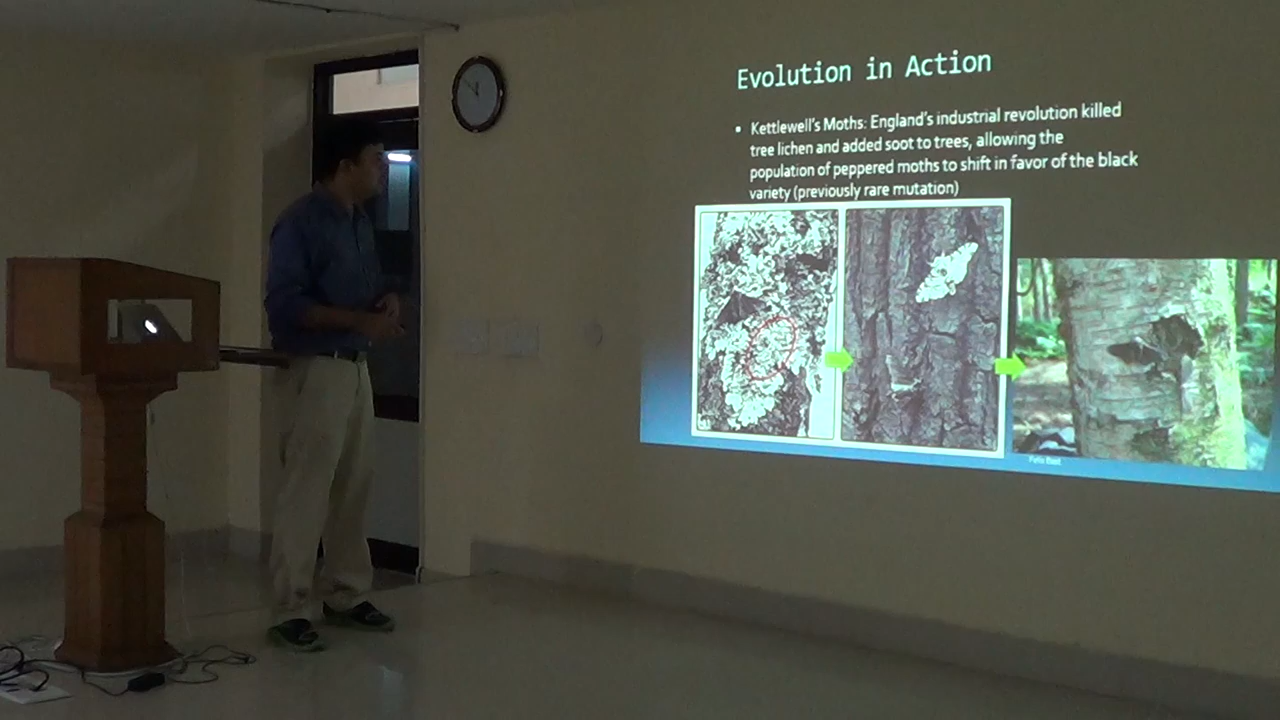 Evolution in Action
• Kettlewell's Moths: England's industrial revolution killed
tree lichen and added soot to trees, allowing the
population of peppered moths to shift in favor of the black
variety (previously rare mutation)